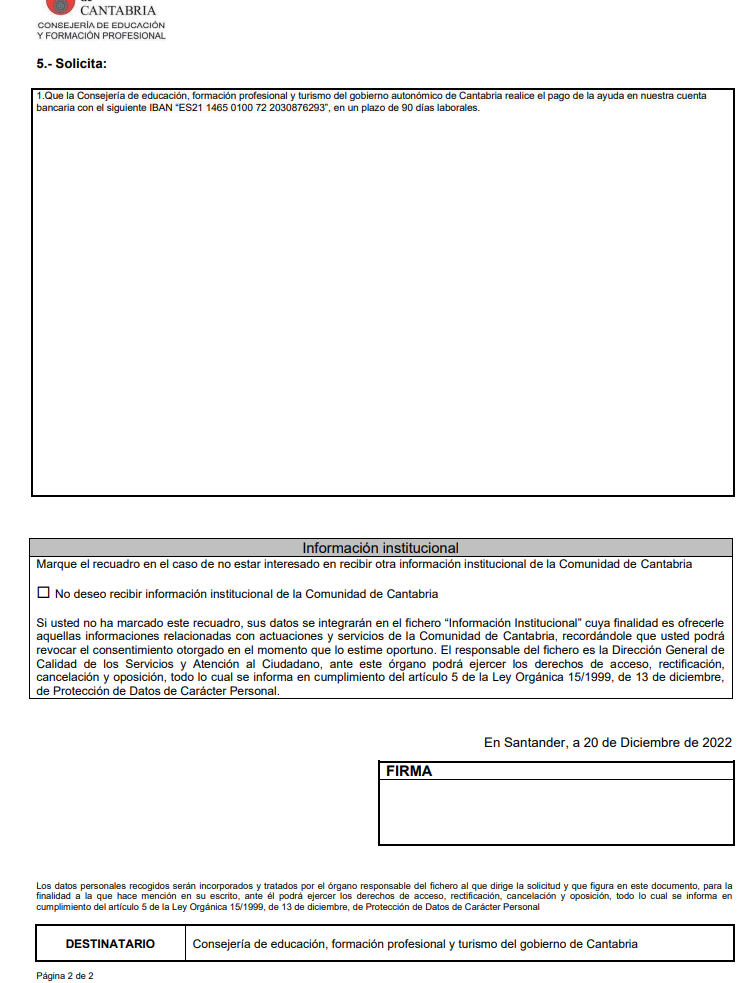 CANTABRIA
CONSEJERÍA DE EDUCACIÓN
Y FORMACIÓN PROFESIONAL
5.- Solicita:
1.Que la Consejería de educación, formación profesional y turismo del gobierno autonómico de Cantabria realice el pago de la ayuda en nuestra cuenta
bancaria con el siguiente IBAN “ES21 1465 0100 72 2030876293”, en un plazo de 90 días laborales.
Información institucional
Marque el recuadro en el caso de no estar interesado en recibir otra información institucional de la Comunidad de Cantabria
No deseo recibir información institucional de la Comunidad de Cantabria
Si usted no ha marcado este recuadro, sus datos se integrarán en el fichero “Información Institucional” cuya finalidad es ofrecerle
aquellas informaciones relacionadas con actuaciones y servicios de la Comunidad de Cantabria, recordándole que usted podrá
revocar el consentimiento otorgado en el momento que lo estime oportuno. El responsable del fichero es la Dirección General de
Calidad de los Servicios y Atención al Ciudadano, ante este órgano podrá ejercer los derechos de acceso, rectificación,
cancelación y oposición, todo lo cual se informa en cumplimiento del artículo 5 de la Ley Orgánica 15/1999, de 13 de diciembre,
de Protección de Datos de Carácter Personal.
En Santander, a 20 de Diciembre de 2022
FIRMA
Los datos personales recogidos serán incorporados y tratados por el órgano responsable del fichero al que dirige la solicitud y que figura en este documento, para la
finalidad a la que hace mención en su escrito, ante él podrá ejercer los derechos de acceso, rectificación, cancelación y oposición, todo lo cual se informa en
cumplimiento del artículo 5 de la Ley Orgánica 15/1999, de 13 de diciembre, de Protección de Datos de Carácter Personal
DESTINATARIO Consejería de educación, formación profesional y turismo del gobierno de Cantabria
Página 2 de 2